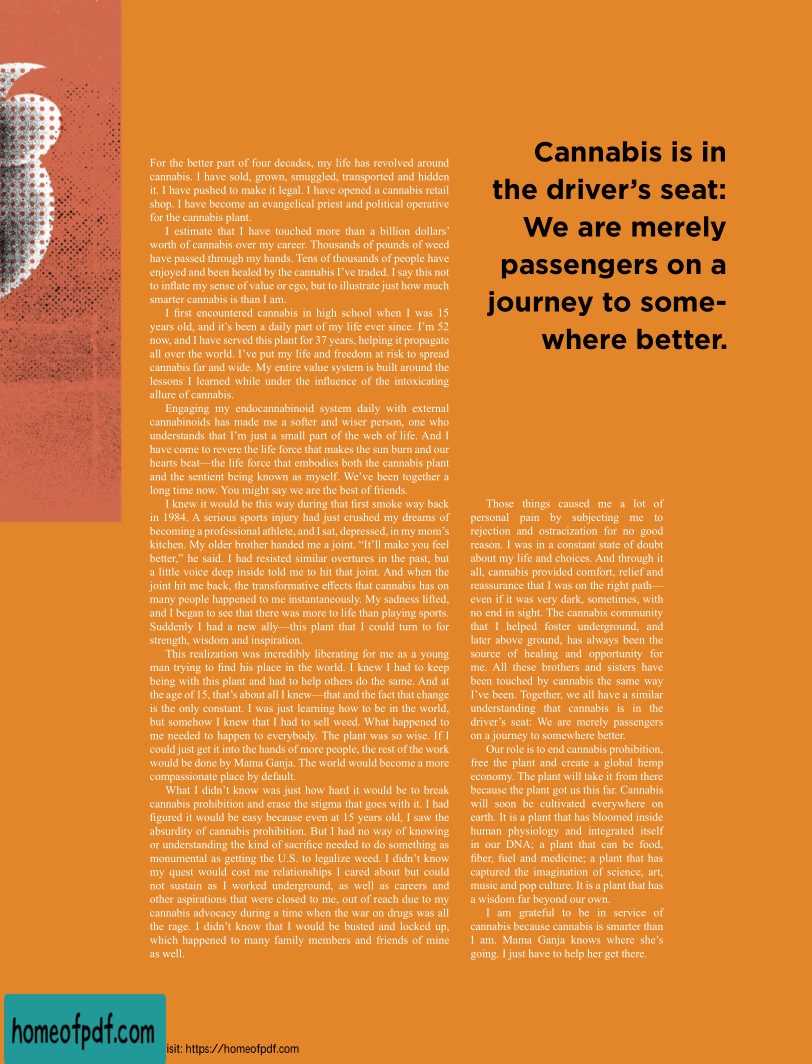 For the better part of four decades, my life has revolved around
cannabis. I have sold, grown, smuggled, transported and hidden
it. I have pushed to make it legal. I have opened a cannabis retail
shop. I have become an evangelical priest and political operative
for the cannabis plant.
I estimate that I have touched more than a billion dollars'
worth of cannabis over my career. Thousands of pounds of weed
have passed through my hands. Tens of thousands of people have
enjoyed and been healed by the cannabis I've traded. I say this not
to inflate my sense of value or ego, but to illustrate just how much
smarter cannabis is than I am.
I first encountered cannabis in high school when I was 15
years old, and it's been a daily part of my life ever since. I'm 52
now, and I have served this plant for 37 years, helping it propagate
all over the world. I've put my life and freedom at risk to spread
cannabis far and wide. My entire value system is built around the
lessons I learned while under the influence of the intoxicating
allure of cannabis.
Engaging my endocannabinoid system daily with external
cannabinoids has made me a softer and wiser person, one who
understands that I'm just a small part of the web of life. And I
have come to revere the life force that makes the sun burn and our
hearts beat—the life force that embodies both the cannabis plant
and the sentient being known as myself. We've been together a
long time now. You might say we are the best of friends.
I knew it would be this way during that first smoke way back
in 1984. A serious sports injury had just crushed my dreams of
becoming a professional athlete, and I sat, depressed, in my mom's
kitchen. My older brother handed me a joint. "It'll make you feel
better," he said. I had resisted similar overtures in the past, but
a little voice deep inside told me to hit that joint. And when the
joint hit me back, the transformative effects that cannabis has on
many people happened to me instantaneously. My sadness lifted,
and I began to see that there was more to life than playing sports.
Suddenly I had a new ally—this plant that I could turn to for
strength, wisdom and inspiration.
This realization was incredibly liberating for me as a young
man trying to find his place in the world. I knew I had to keep
being with this plant and had to help others do the same. And at
the age of 15, that's about all I knew—that and the fact that change
is the only constant. I was just learning how to be in the world,
but somehow I knew that I had to sell weed. What happened to
me needed to happen to everybody. The plant was so wise. If I
could just get it into the hands of more people, the rest of the work
would be done by Mama Ganja. The world would become a more
compassionate place by default.
What I didn't know was just how hard it would be to break
cannabis prohibition and erase the stigma that goes with it. I had
figured it would be easy because even at 15 years old, I saw the
absurdity of cannabis prohibition. But I had no way of knowing
or understanding the kind of sacrifice needed to do something as
monumental as getting the U.S. to legalize weed. I didn't know
my quest would cost me relationships I cared about but could
not sustain as I worked underground, as well as careers and
other aspirations that were closed to me, out of reach due to my
cannabis advocacy during a time when the war on drugs was all
the rage. I didn't know that I would be busted and locked up,
which happened to many family members and friends of mine
as well.
Cannabis is in
the driver's seat:
We are merely
passengers on a
journey to some-
where better.
Those things caused me a lot of
personal pain by subjecting me to
rejection and ostracization for no good
reason. I was in a constant state of doubt
about my life and choices. And through it
all, cannabis provided comfort, relief and
reassurance that I was on the right path—
even if it was very dark, sometimes, with
no end in sight. The cannabis community
that I helped foster underground, and
later above ground, has always been the
source of healing and opportunity for
me. All these brothers and sisters have
been touched by cannabis the same way
I've been. Together, we all have a similar
understanding that cannabis is in the
driver's seat: We are merely passengers
on a journey to somewhere better.
Our role is to end cannabis prohibition,
free the plant and create a global hemp
economy. The plant will take it from there
because the plant got us this far. Cannabis
will soon be cultivated everywhere on
earth. It is a plant that has bloomed inside
human physiology and integrated itself
in our DNA; a plant that can be food,
fiber, fuel and medicine; a plant that has
captured the imagination of science, art,
music and pop culture. It is a plant that has
a wisdom far beyond our own.
I am grateful to be in service of
cannabis because cannabis is smarter than
I am. Mama Ganja knows where she's
going. I just have to help her get there.
homeofpdf.com
isit: https://homeofpdf.com